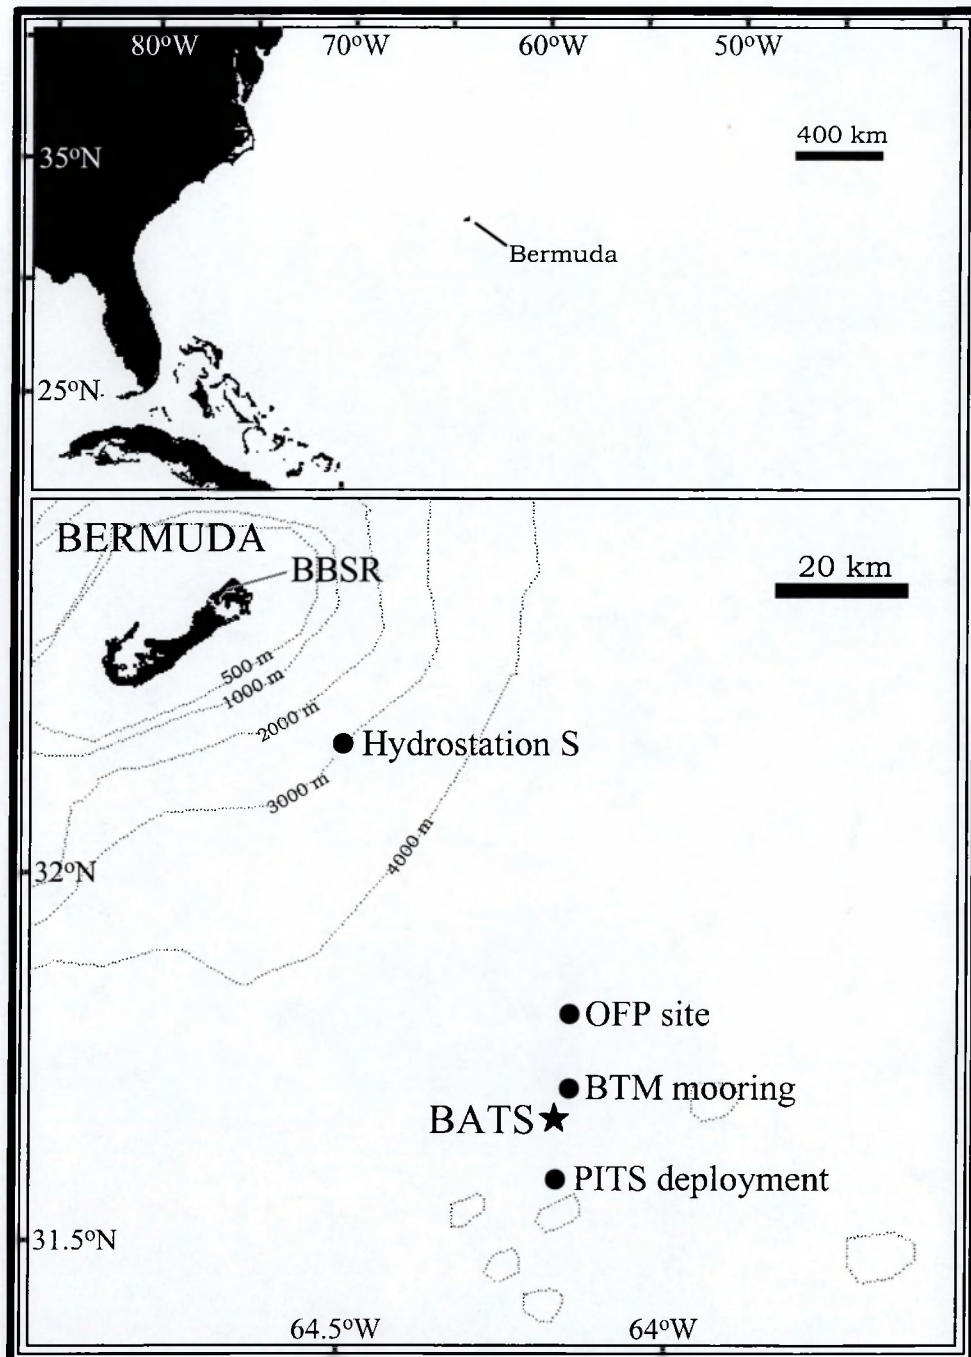 80°W 70°W 60°W 50°W
400 km
35°N
Bermuda
25°N
BERMUDA
BBSR
20 km
500 m
1000 m
2000 m
Hydrostation S
3000 m
4000 m
32°N
OFP site
BTM mooring
BATS
PITS deployment
31.5°N
64.5°W 64°W